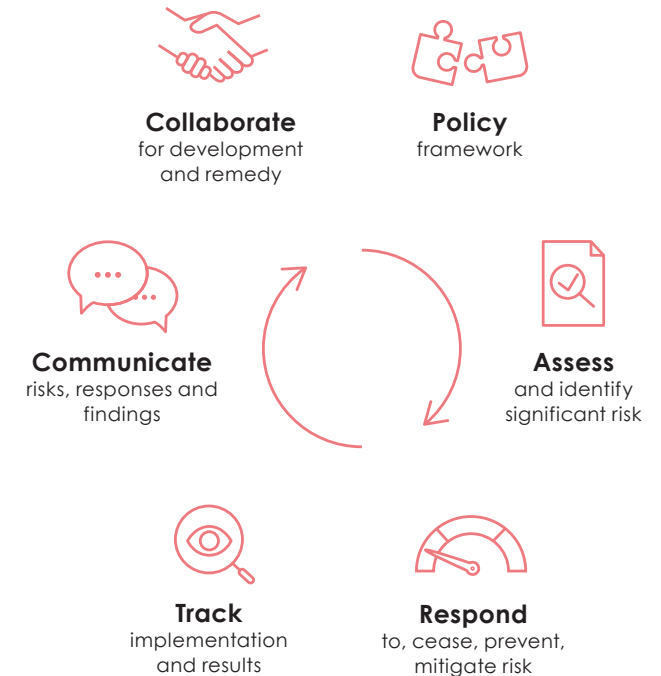 Collaborate
for development
and remedy
Policy
framework
Communicate
risks, responses and
findings
Assess
and identify
significant risk
Track
implementation
and results
Respond
to, cease, prevent,
mitigate risk